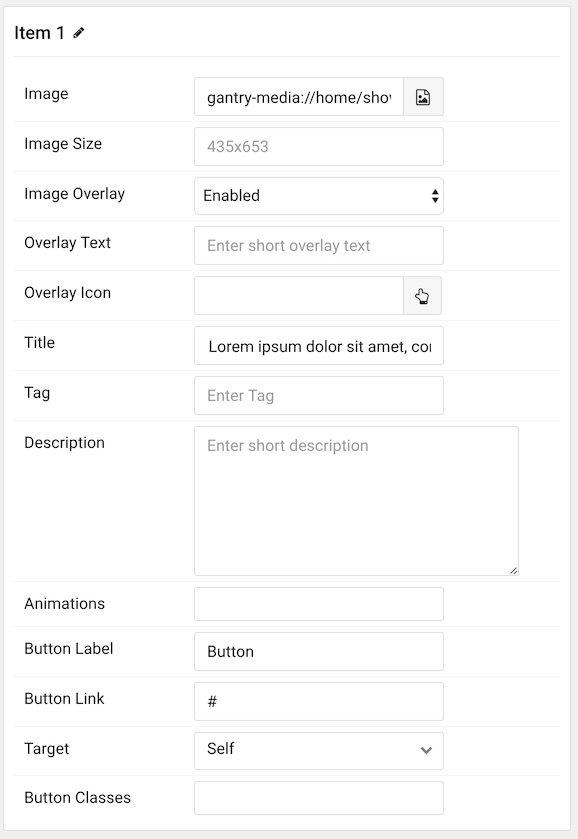 Item 1
Image
gantry-media://home/sho
Image Size
435x653
Image Overlay
Enabled
Overlay Text
Enter short overlay text
Overlay Icon
Title
Lorem ipsum dolor sit amet, co
Tag
Enter Tag
Description
Enter short description
Animations
Button Label
Button
Button Link
#
Target
Self
Button Classes